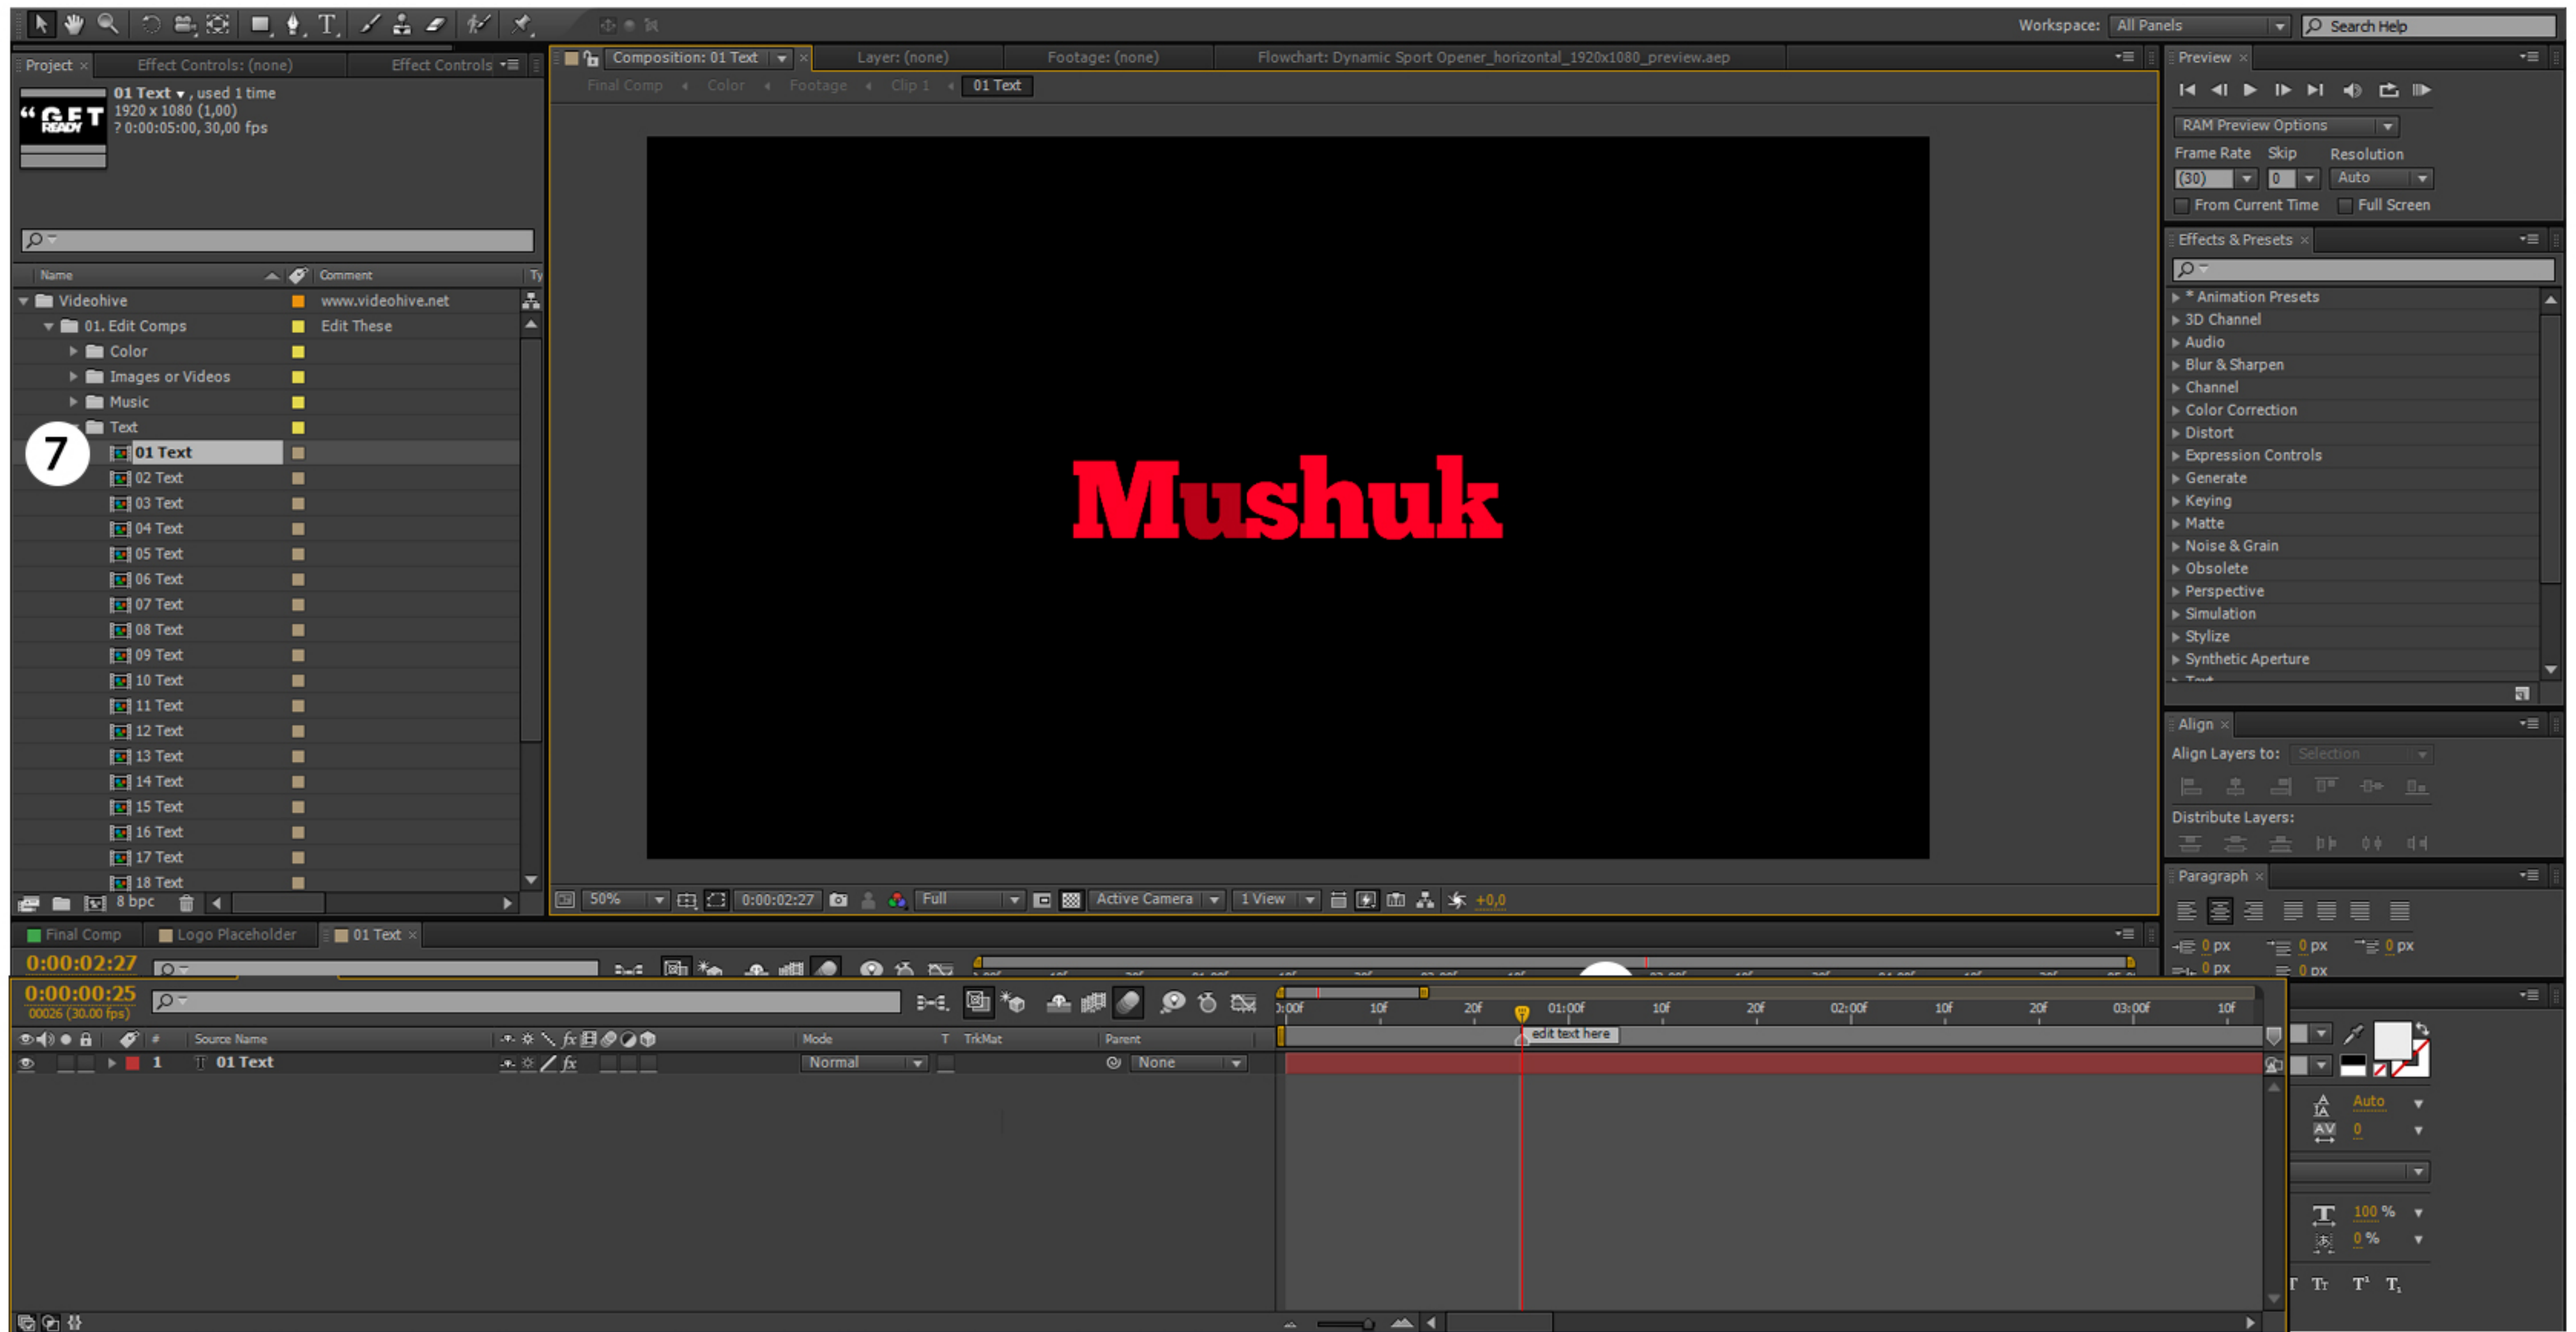 Workspace: All Panels Search Help
Project Effect Controls: (none) Effect Controls
Composition: 01 Text Layer: (none) Footage: (none) Flowchart: Dynamic Sport Opener_horizontal_1920x1080_preview.aep
Preview
Final Comp Color Footage Clip 1 01 Text
01 Text , used 1 time
1920 x 1080 (1,00)
? 0:00:05:00, 30,00 fps
“ GET
READY
RAM Preview Options
Frame Rate Skip Resolution
(30) 0 Auto
From Current Time Full Screen
Name Comment Ty
Videohive www.videohive.net
01. Edit Comps Edit These
Color
Images or Videos
Music
Text
7
01 Text
02 Text
03 Text
04 Text
05 Text
06 Text
07 Text
08 Text
09 Text
10 Text
11 Text
12 Text
13 Text
14 Text
15 Text
16 Text
17 Text
18 Text
8 bpc
Mushuk
50% 0:00:02:27 Full Active Camera 1 View +0,0
Effects & Presets
* Animation Presets
3D Channel
Audio
Blur & Sharpen
Channel
Color Correction
Distort
Expression Controls
Generate
Keying
Matte
Noise & Grain
Obsolete
Perspective
Simulation
Stylize
Synthetic Aperture
Text
Align
Align Layers to: Selection
Distribute Layers:
Paragraph
0 px 0 px 0 px
0 px 0 px
Final Comp Logo Placeholder 01 Text
0:00:02:27
0:00:00:25
00026 (30.00 fps)
):00f 10f 20f 01:00f 10f 20f 02:00f 10f 20f 03:00f 10f
edit text here
# Source Name Mode T TrkMat Parent
1 T 01 Text fx Normal None
Auto
0
100 %
0 %